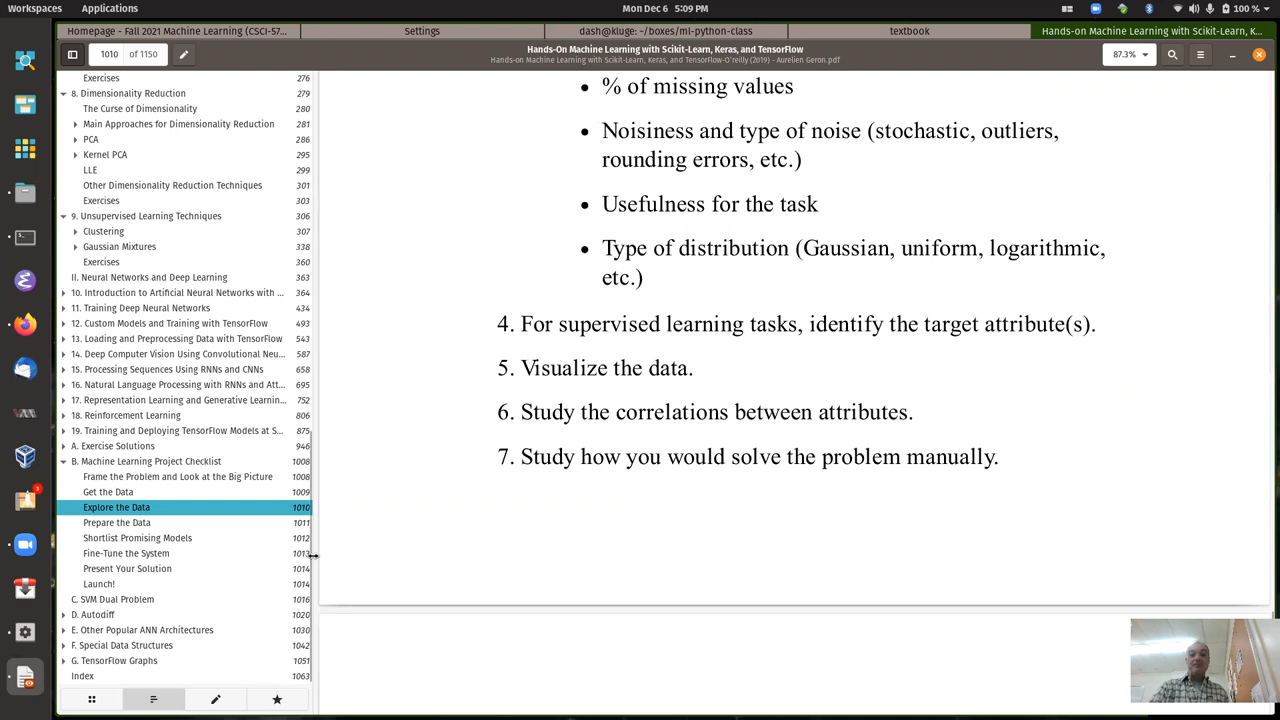 Workspaces Applications Mon Dec 6 5:09 PM 100 %
Homepage - Fall 2021 Machine Learning (CSCI-57... Settings dash@kluge: ~/boxes/ml-python-class textbook Hands-on Machine Learning with Scikit-Learn, K...
1010 of 1150 Hands-On Machine Learning with Scikit-Learn, Keras, and TensorFlow 87.3%
Hands-on Machine Learning with Scikit-Learn, Keras, and TensorFlow-O'reilly (2019) - Aurelien Geron.pdf
Exercises 276
8. Dimensionality Reduction 279
The Curse of Dimensionality 280
Main Approaches for Dimensionality Reduction 281
PCA 286
Kernel PCA 295
LLE 299
Other Dimensionality Reduction Techniques 301
Exercises 303
9. Unsupervised Learning Techniques 306
Clustering 307
Gaussian Mixtures 338
Exercises 360
II. Neural Networks and Deep Learning 363
10. Introduction to Artificial Neural Networks with ... 364
11. Training Deep Neural Networks 434
12. Custom Models and Training with TensorFlow 493
13. Loading and Preprocessing Data with TensorFlow 543
14. Deep Computer Vision Using Convolutional Neu... 587
15. Processing Sequences Using RNNs and CNNs 658
16. Natural Language Processing with RNNs and Att... 695
17. Representation Learning and Generative Learnin... 752
18. Reinforcement Learning 806
19. Training and Deploying TensorFlow Models at S... 875
A. Exercise Solutions 946
B. Machine Learning Project Checklist 1008
Frame the Problem and Look at the Big Picture 1008
Get the Data 1009
Explore the Data 1010
Prepare the Data 1011
Shortlist Promising Models 1012
Fine-Tune the System 1013
Present Your Solution 1014
Launch! 1014
C. SVM Dual Problem 1016
D. Autodiff 1020
E. Other Popular ANN Architectures 1030
F. Special Data Structures 1042
G. TensorFlow Graphs 1051
Index 1063
3
• % of missing values
• Noisiness and type of noise (stochastic, outliers,
rounding errors, etc.)
• Usefulness for the task
• Type of distribution (Gaussian, uniform, logarithmic,
etc.)
4. For supervised learning tasks, identify the target attribute(s).
5. Visualize the data.
6. Study the correlations between attributes.
7. Study how you would solve the problem manually.